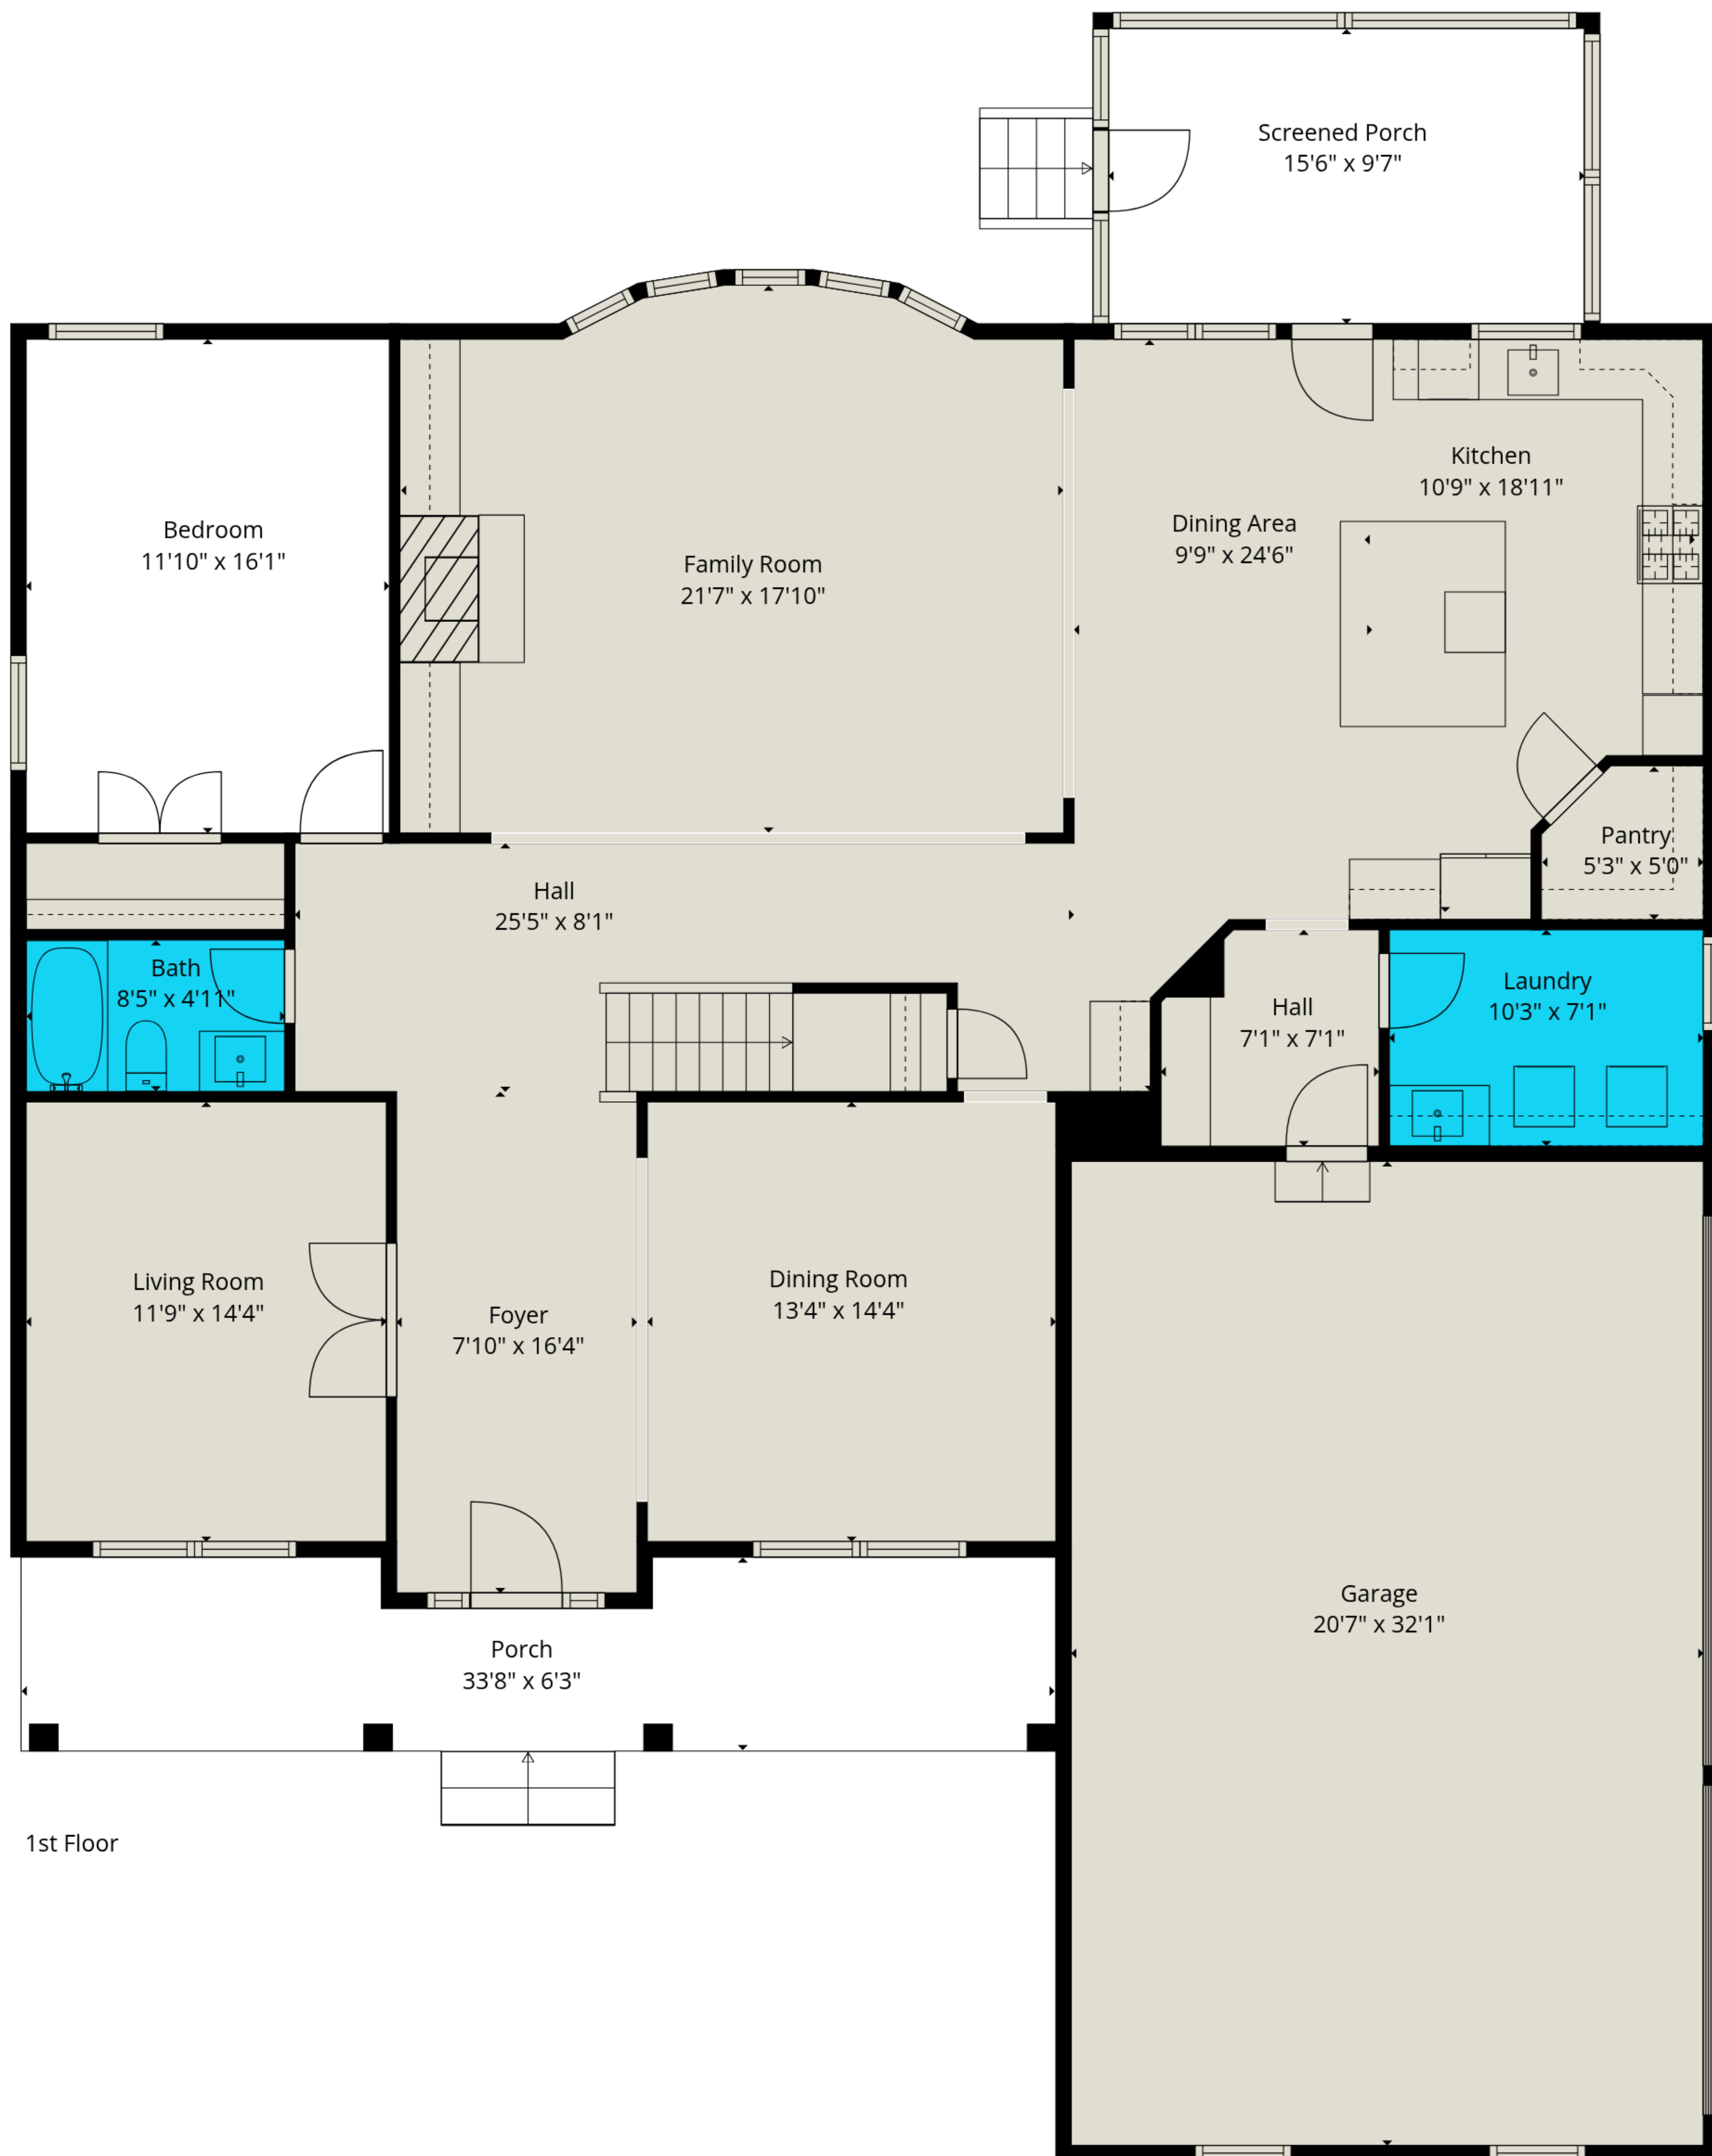 Screened Porch
15'6" x 9'7"
Kitchen
10'9" x 18'11"
Dining Area
9'9" x 24'6"
Bedroom
11'10" x 16'1"
Family Room
21'7" x 17'10"
Pantry
5'3" x 5'0"
Hall
25'5" x 8'1"
Bath
8'5" x 4'11"
Laundry
10'3" x 7'1"
Hall
7'1" x 7'1"
Living Room
11'9" x 14'4"
Dining Room
13'4" x 14'4"
Foyer
7'10" x 16'4"
Garage
20'7" x 32'1"
Porch
33'8" x 6'3"
1st Floor